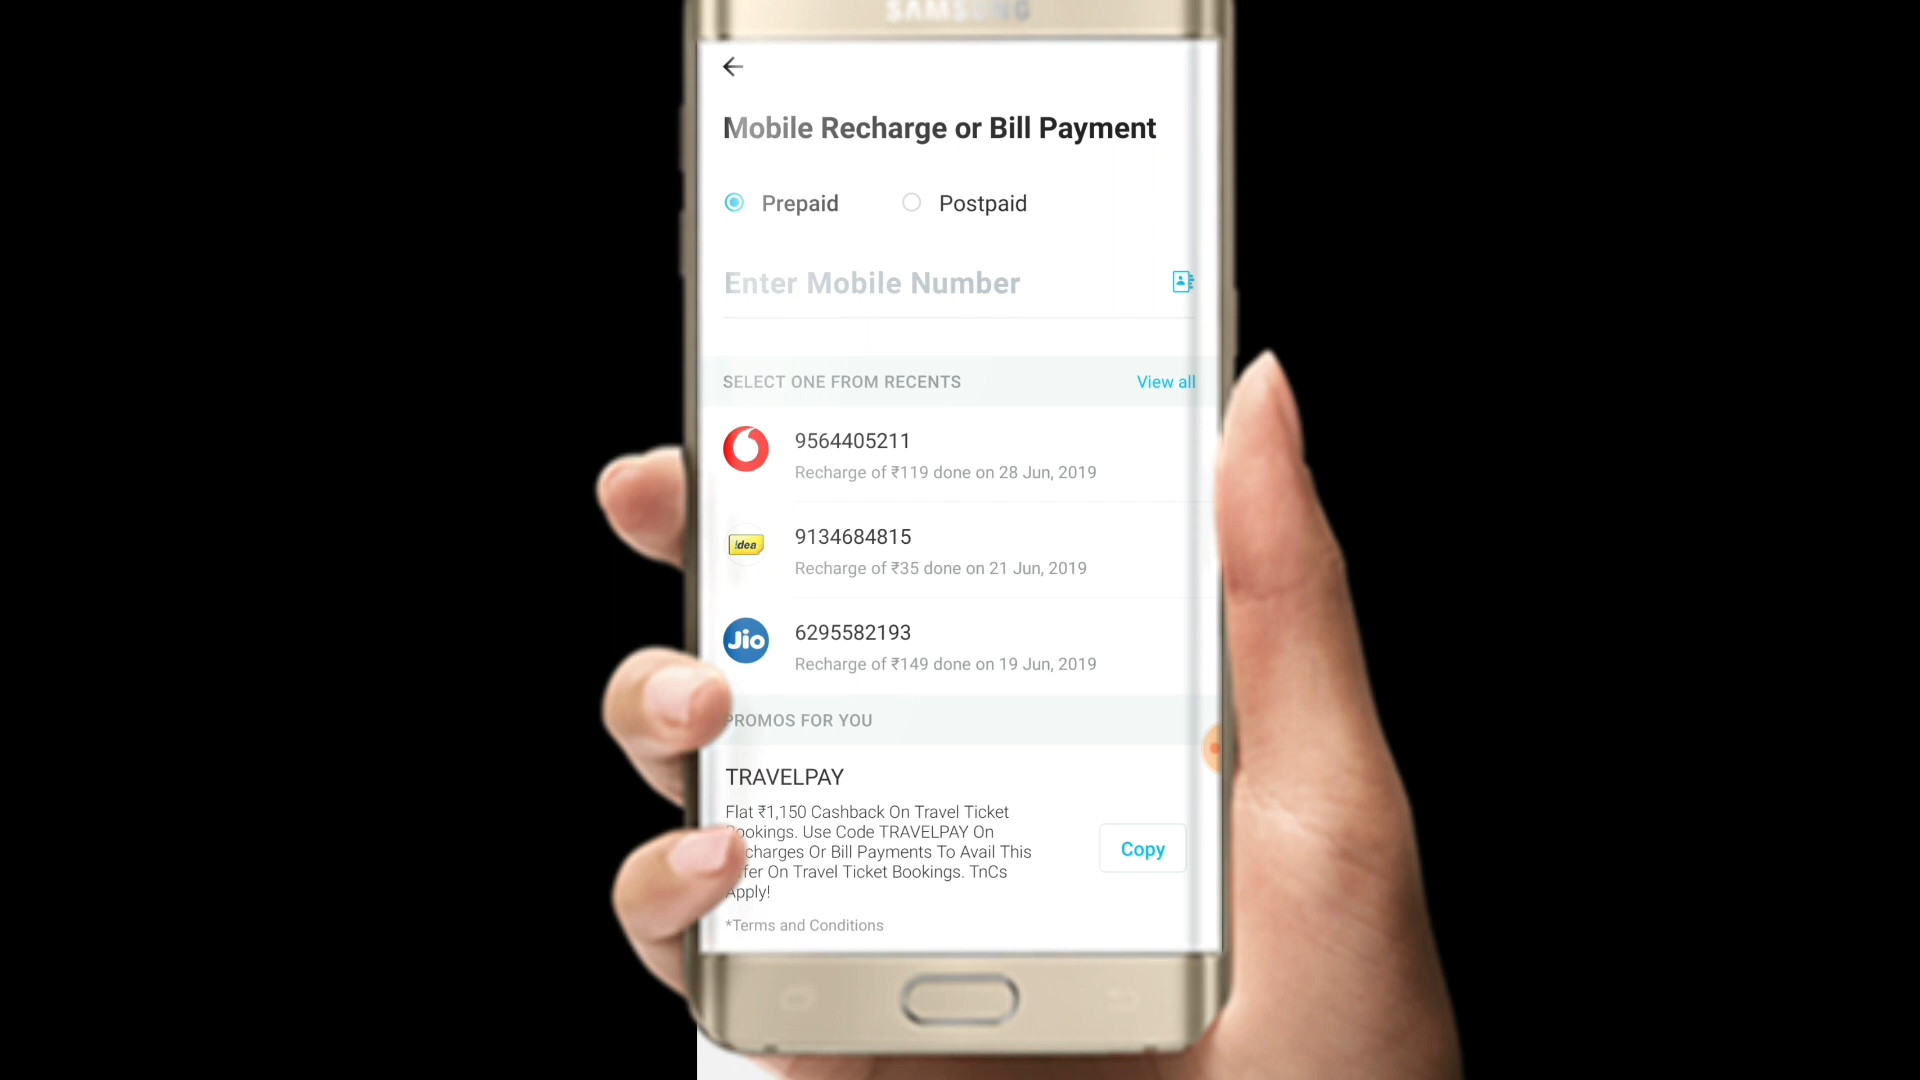 SAMSUNG
Mobile Recharge or Bill Payment
Prepaid
Postpaid
Enter Mobile Number
SELECT ONE FROM RECENTS
View all
9564405211
Recharge of ₹119 done on 28 Jun, 2019
!dea
9134684815
Recharge of ₹35 done on 21 Jun, 2019
Jio
6295582193
Recharge of ₹149 done on 19 Jun, 2019
PROMOS FOR YOU
TRAVELPAY
Flat ₹1,150 Cashback On Travel Ticket
Bookings. Use Code TRAVELPAY On
charges Or Bill Payments To Avail This
fer On Travel Ticket Bookings. TnCs
Apply!
Copy
*Terms and Conditions